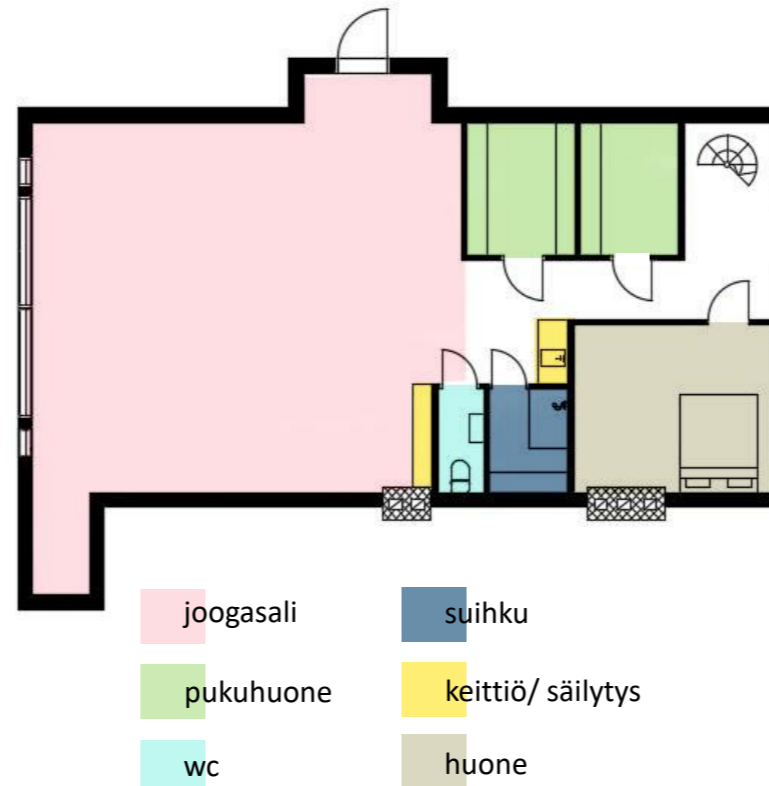 joogasali
suihku
pukuhuone
keittiö/ säilytys
wc
huone